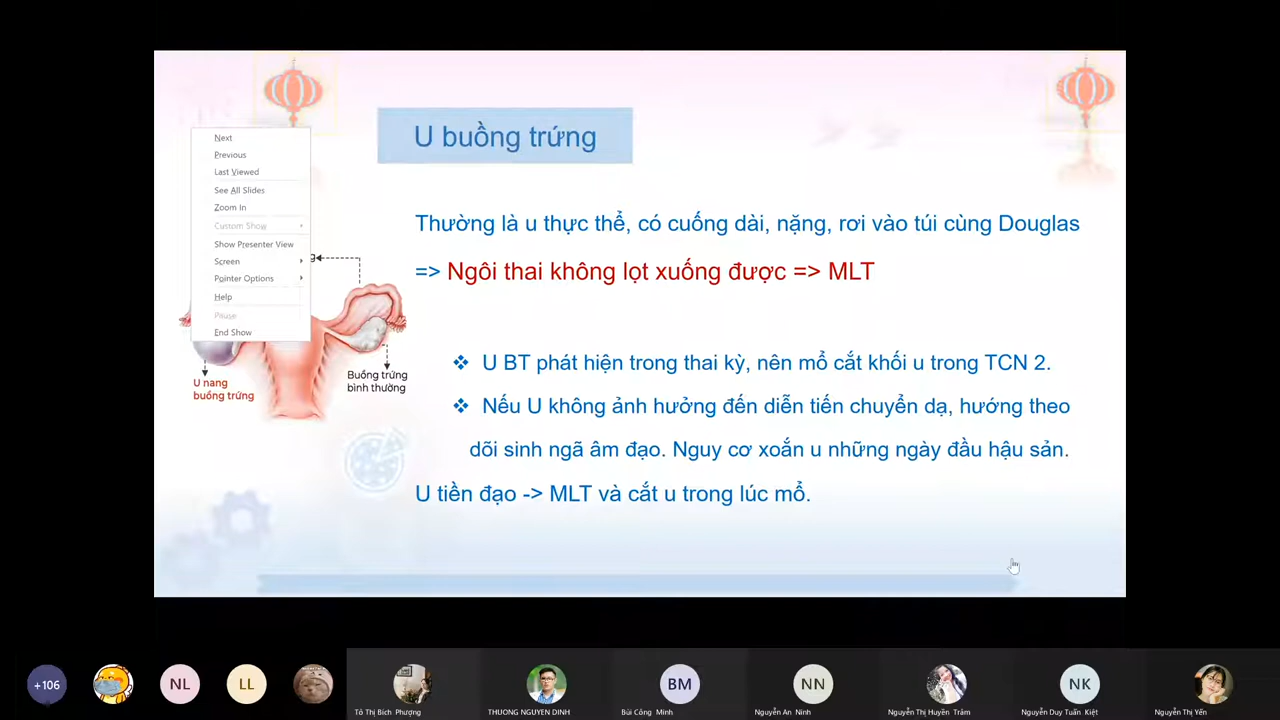 U buồng trứng
Next
Previous
Last Viewed
See All Slides
Zoom In
Custom Show
Show Presenter View
Screen
Pointer Options
Help
Pause
End Show
g
U nang
buồng trứng
Buồng trứng
bình thường
Thường là u thực thể, có cuống dài, nặng, rơi vào túi cùng Douglas
=> Ngôi thai không lọt xuống được => MLT
❖ U BT phát hiện trong thai kỳ, nên mổ cắt khối u trong TCN 2.
❖ Nếu U không ảnh hưởng đến diễn tiến chuyển dạ, hướng theo
dõi sinh ngã âm đạo. Nguy cơ xoắn u những ngày đầu hậu sản.
U tiền đạo -> MLT và cắt u trong lúc mổ.
+106
NL
LL
BM
NN
NK
Tô Thị Bích Phượng
THUONG NGUYEN DINH
Bùi Công Minh
Nguyễn An Ninh
Nguyễn Thị Huyền Trâm
Nguyễn Duy Tuấn Kiệt
Nguyễn Thị Yến